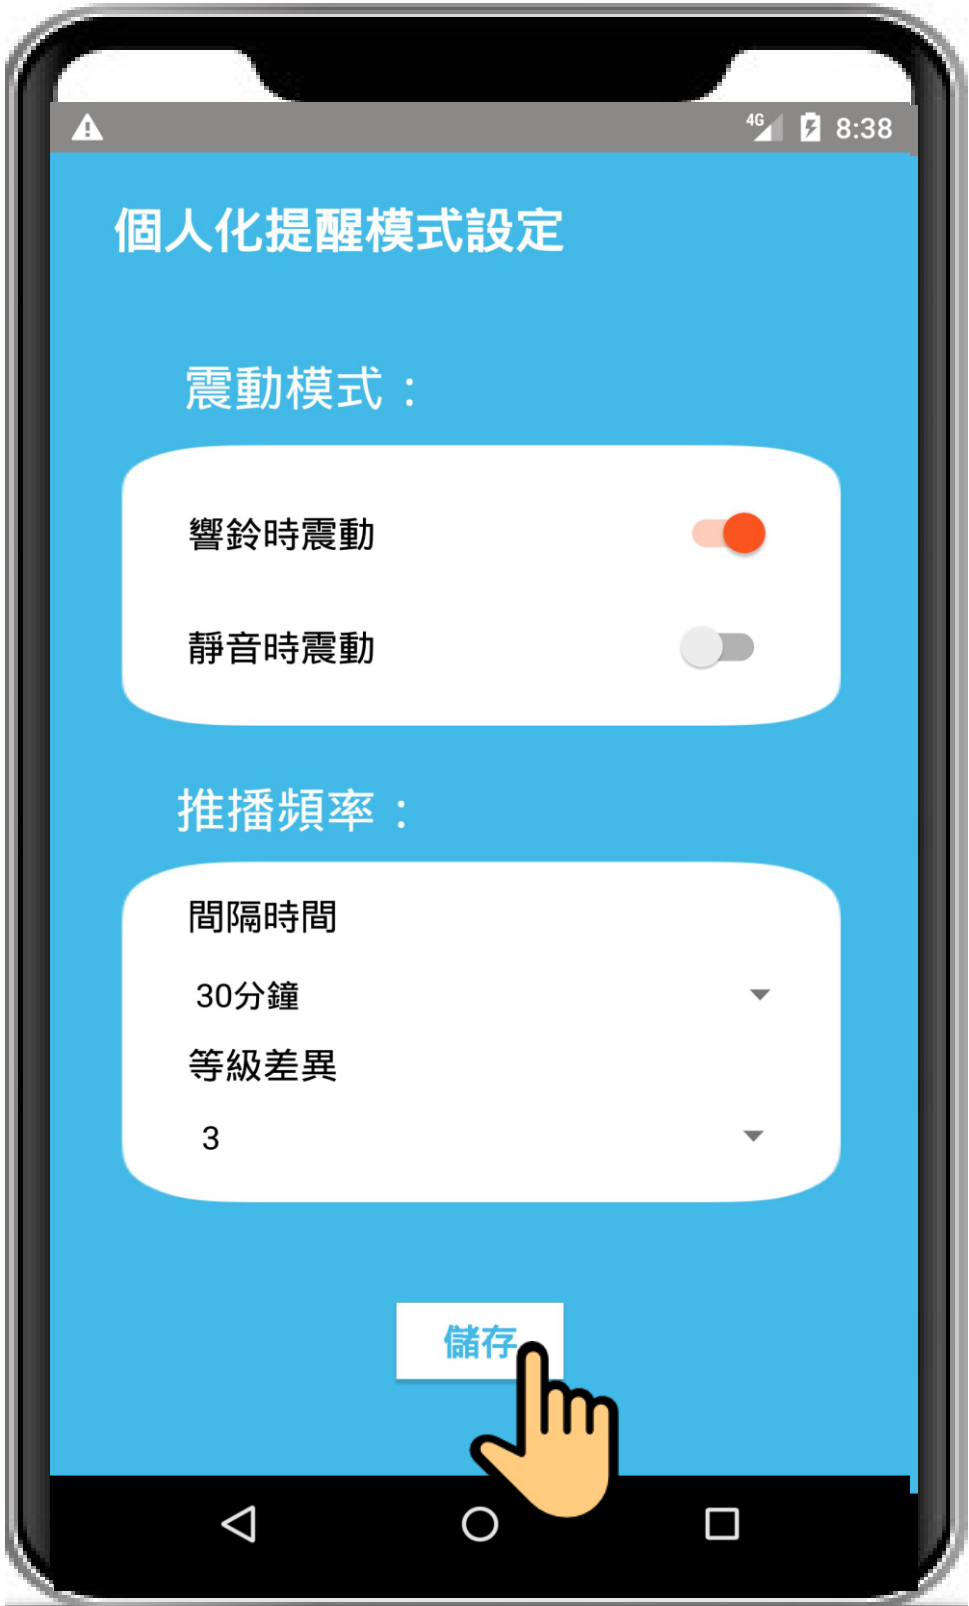 4G 8:38
個人化提醒模式設定
震動模式：
響鈴時震動
靜音時震動
推播頻率：
間隔時間
30分鐘
等級差異
3
儲存